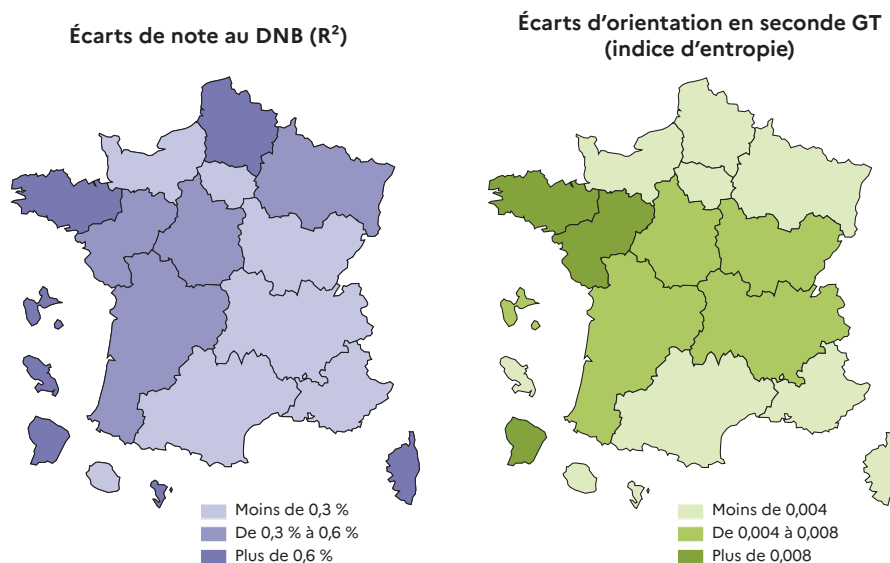 Écarts de note au DNB (R²)
Écarts d'orientation en seconde GT
(indice d'entropie)
Moins de 0,3 %
De 0,3 % à 0,6 %
Plus de 0,6 %
Moins de 0,004
De 0,004 à 0,008
Plus de 0,008